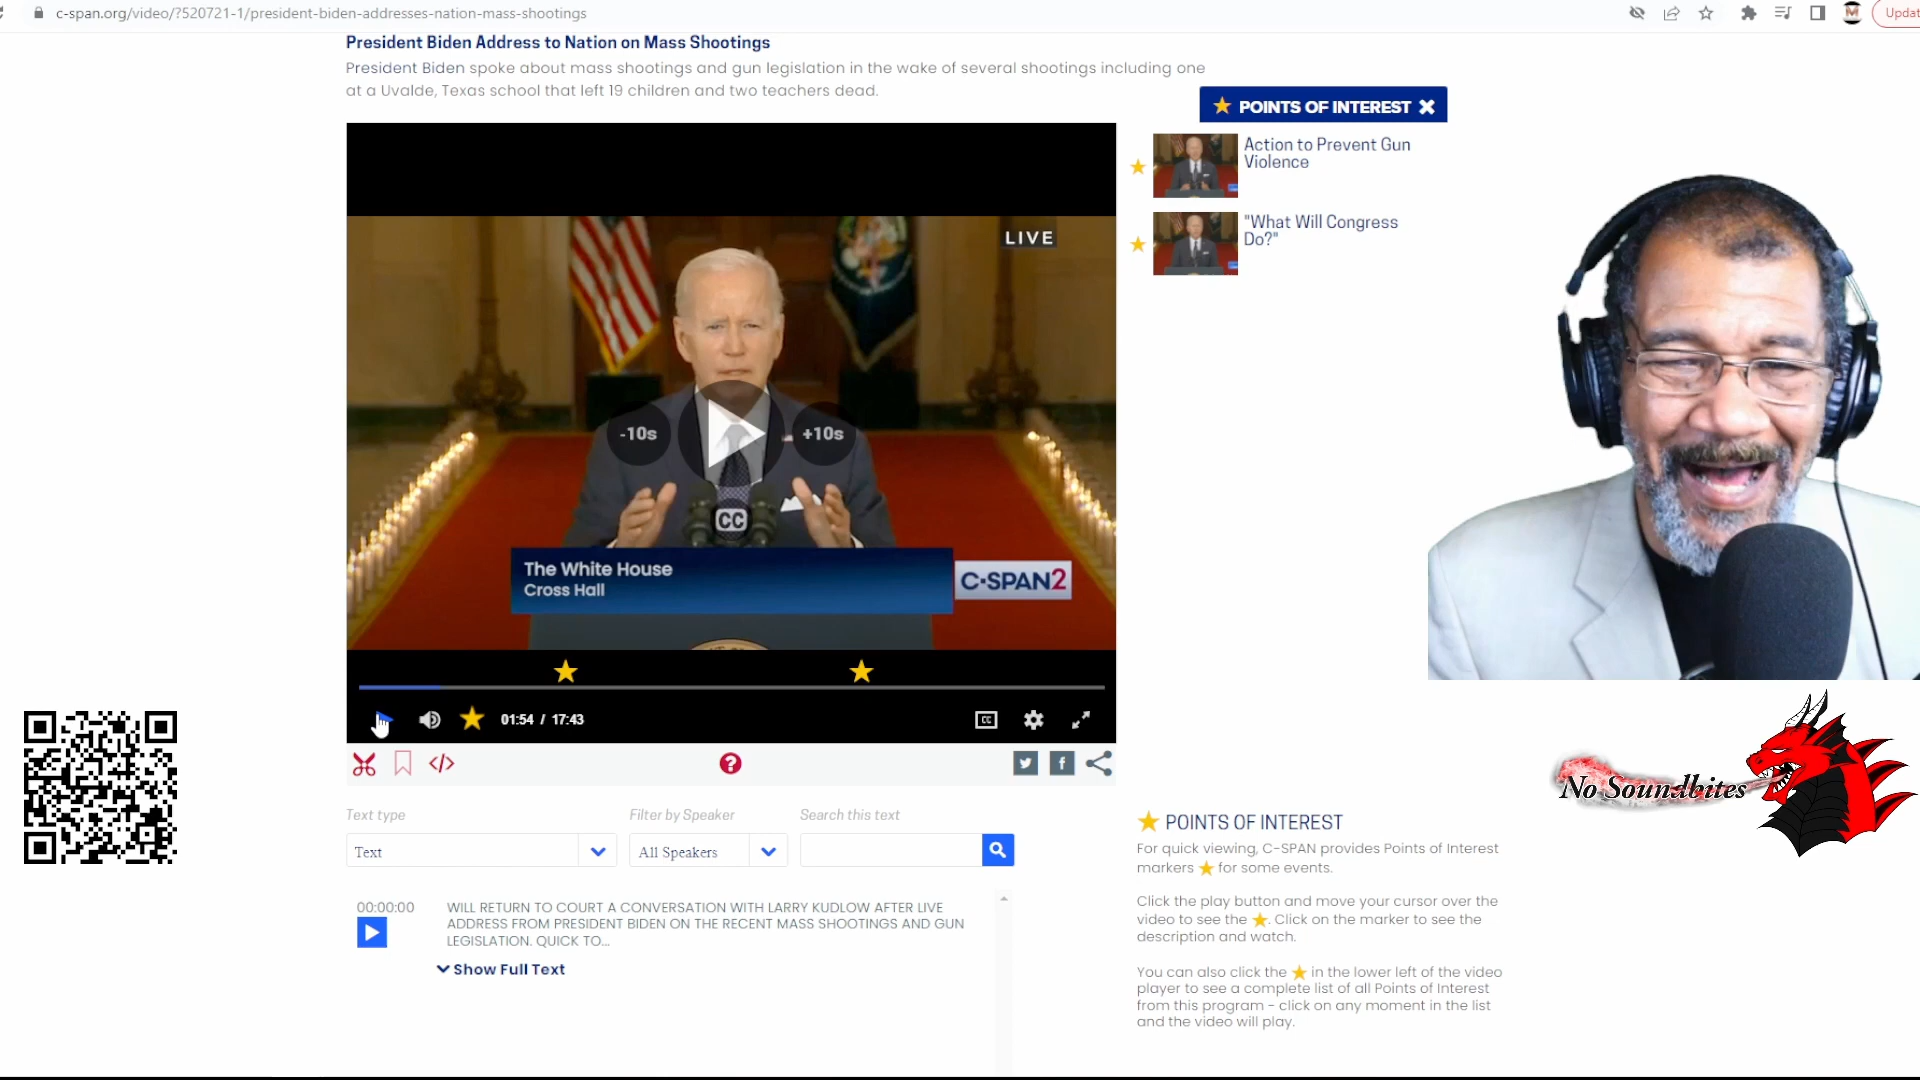 c-span.org/video/?520721-1/president-biden-addresses-nation-mass-shootings
President Biden Address to Nation on Mass Shootings
President Biden spoke about mass shootings and gun legislation in the wake of several shootings including one
at a Uvalde, Texas school that left 19 children and two teachers dead.
POINTS OF INTEREST
Action to Prevent Gun
Violence
"What Will Congress
Do?"
LIVE
-10s
+10s
CC
The White House
Cross Hall
C-SPAN2
01:54 / 17:43
CC
Text type
Filter by Speaker
Search this text
Text
All Speakers
00:00:00
WILL RETURN TO COURT A CONVERSATION WITH LARRY KUDLOW AFTER LIVE
ADDRESS FROM PRESIDENT BIDEN ON THE RECENT MASS SHOOTINGS AND GUN
LEGISLATION. QUICK TO...
Show Full Text
No Soundbites
POINTS OF INTEREST
For quick viewing, C-SPAN provides Points of Interest
markers for some events.
Click the play button and move your cursor over the
video to see the . Click on the marker to see the
description and watch.
You can also click the in the lower left of the video
player to see a complete list of all Points of Interest
from this program - click on any moment in the list
and the video will play.